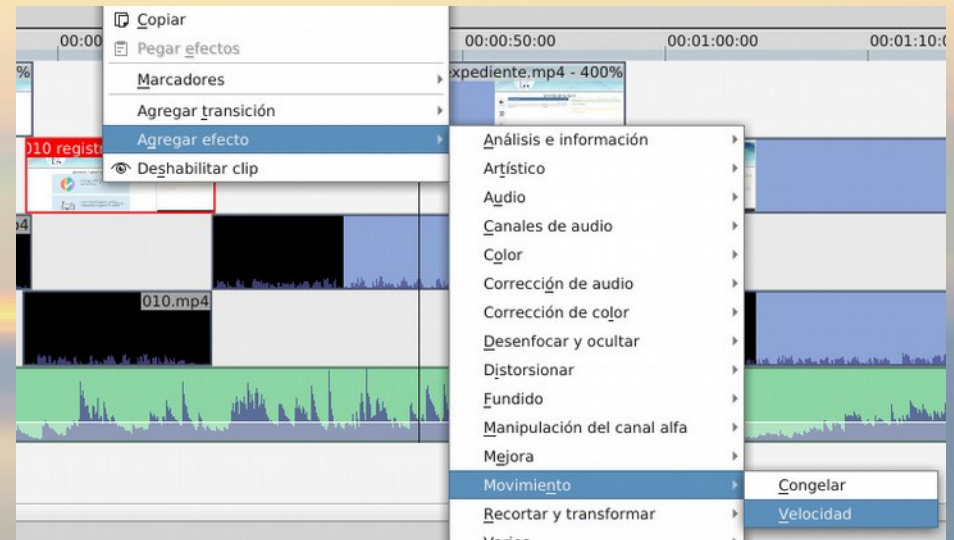 Copiar
Pegar efectos
Marcadores
Agregar transición
Agregar efecto
Deshabilitar clip
00:00
00:00:50:00
00:01:00:00
00:01:10:0
%
expediente.mp4 - 400%
010 registr
010.mp4
Análisis e información
Artístico
Audio
Canales de audio
Color
Corrección de audio
Corrección de color
Desenfocar y ocultar
Distorsionar
Fundido
Manipulación del canal alfa
Mejora
Movimiento
Recortar y transformar
Congelar
Velocidad